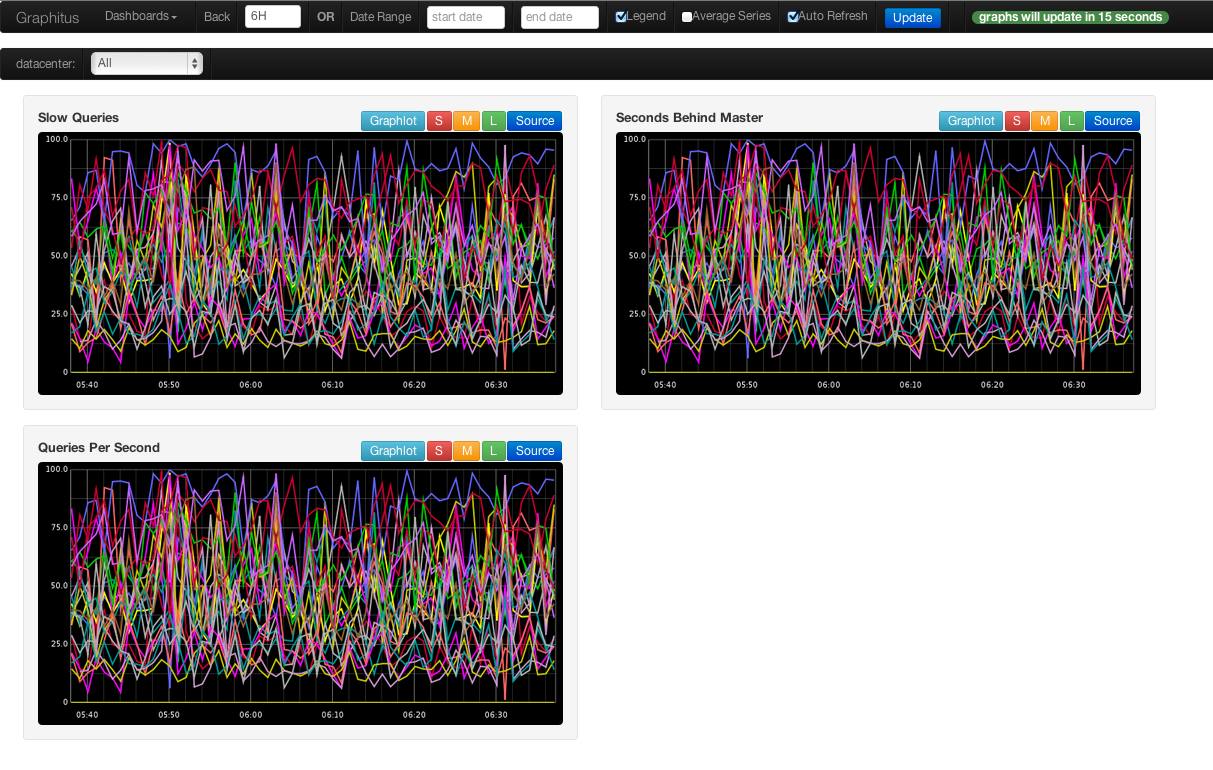 Graphitus Dashboards Back 6H OR Date Range start date end date Legend Average Series Auto Refresh Update graphs will update in 15 seconds
datacenter: All
Slow Queries Graphlot S M L Source
100.0
75.0
50.0
25.0
0
05:40 05:50 06:00 06:10 06:20 06:30
Seconds Behind Master Graphlot S M L Source
100.0
75.0
50.0
25.0
0
05:40 05:50 06:00 06:10 06:20 06:30
Queries Per Second Graphlot S M L Source
100.0
75.0
50.0
25.0
0
05:40 05:50 06:00 06:10 06:20 06:30